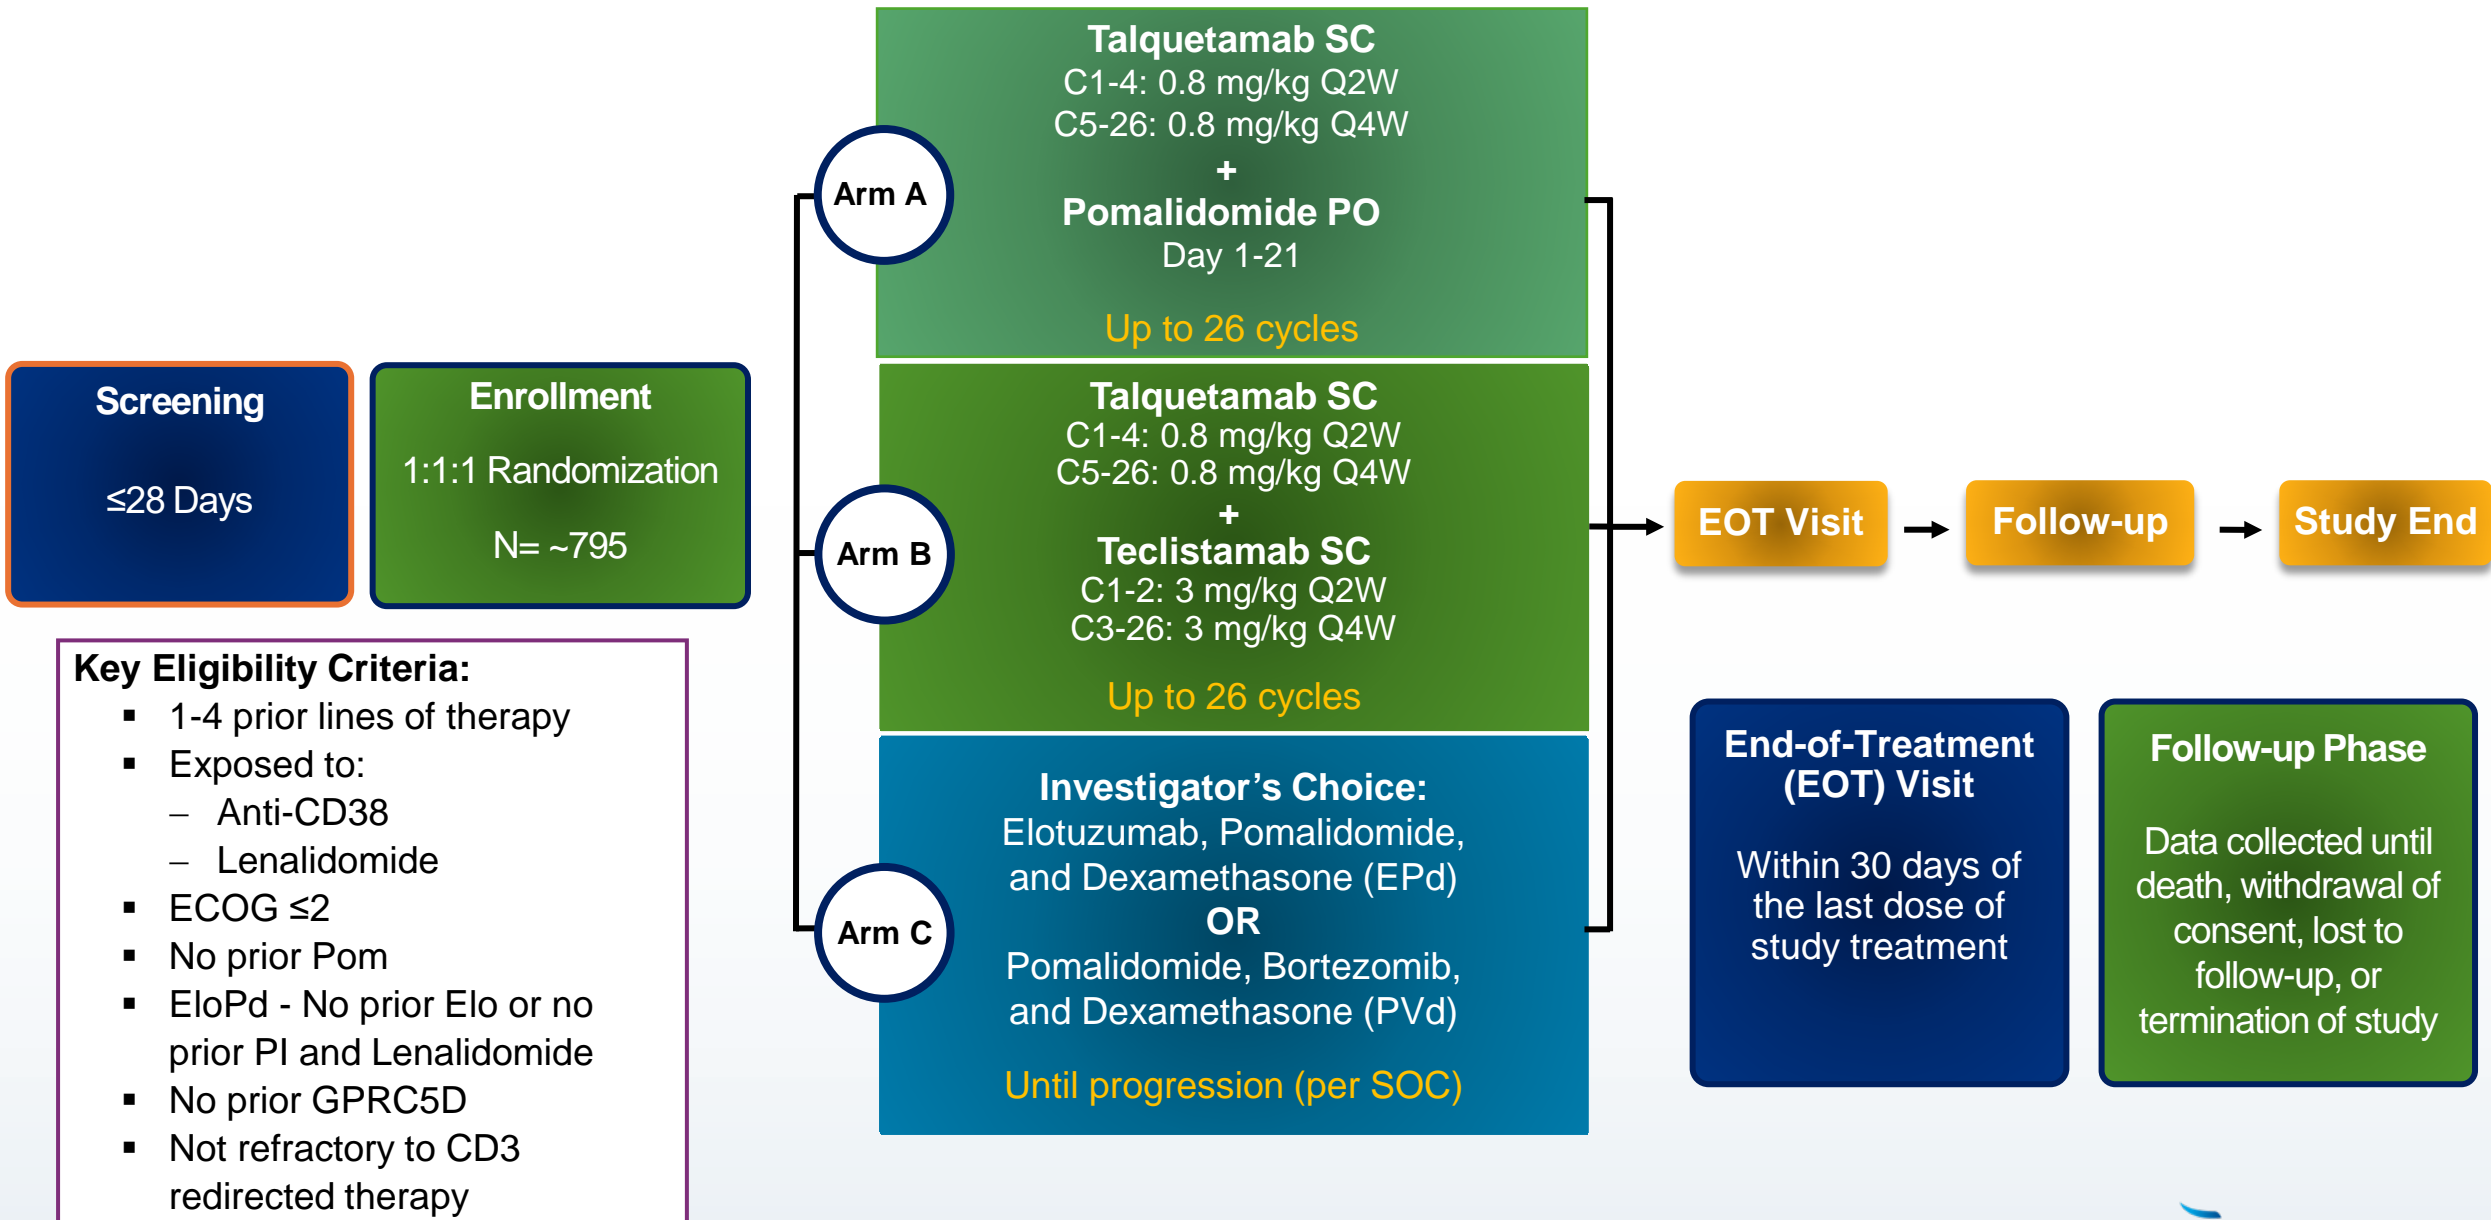 Screening
≤28 Days
Enrollment
1:1:1 Randomization
N= ~795
Key Eligibility Criteria:
▪ 1-4 prior lines of therapy
▪ Exposed to:
– Anti-CD38
– Lenalidomide
▪ ECOG ≤2
▪ No prior Pom
▪ EloPd - No prior Elo or no
prior PI and Lenalidomide
▪ No prior GPRC5D
▪ Not refractory to CD3
redirected therapy
Arm A
Talquetamab SC
C1-4: 0.8 mg/kg Q2W
C5-26: 0.8 mg/kg Q4W
+
Pomalidomide PO
Day 1-21
Up to 26 cycles
Arm B
Talquetamab SC
C1-4: 0.8 mg/kg Q2W
C5-26: 0.8 mg/kg Q4W
+
Teclistamab SC
C1-2: 3 mg/kg Q2W
C3-26: 3 mg/kg Q4W
Up to 26 cycles
Arm C
Investigator’s Choice:
Elotuzumab, Pomalidomide,
and Dexamethasone (EPd)
OR
Pomalidomide, Bortezomib,
and Dexamethasone (PVd)
Until progression (per SOC)
EOT Visit
Follow-up
Study End
End-of-Treatment
(EOT) Visit
Within 30 days of
the last dose of
study treatment
Follow-up Phase
Data collected until
death, withdrawal of
consent, lost to
follow-up, or
termination of study